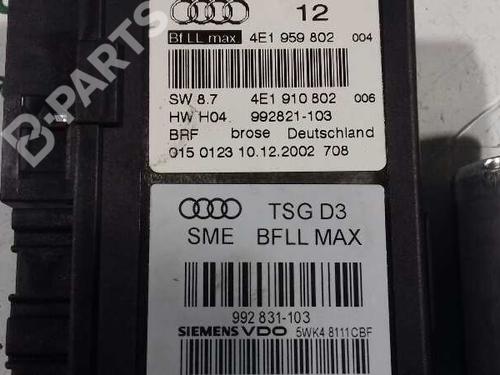 12
BfLL max 4E1 959 802 004
SW 8.7 4E1 910 802 006
HW H04 992821-103
BRF brose Deutschland
015 0123 10.12.2002 708
TSG D3
SME BFLL MAX
992 831-103
SIEMENS VDO 5WK4 8111CBF
B-PARTS